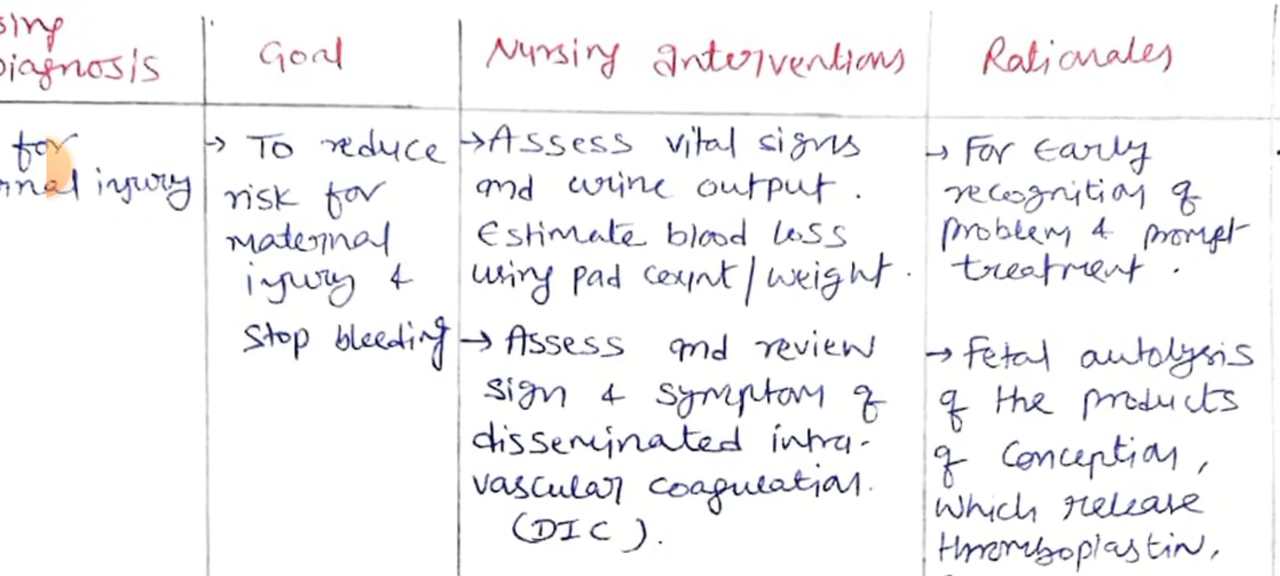 Diagnosis
Goal
Nursing Interventions
Rationales
for
injury
→ To reduce
risk for
maternal
injury &
stop bleeding
→ Assess vital signs
and urine output.
Estimate blood loss
using pad count/weight.
→ Assess and review
sign & symptom of
disseminated intra-
vascular coagulation.
(DIC).
→ For Early
recognition of
problem & prompt
treatment.
→ Fetal autolysis
of the products
of conception,
which release
thromboplastin,